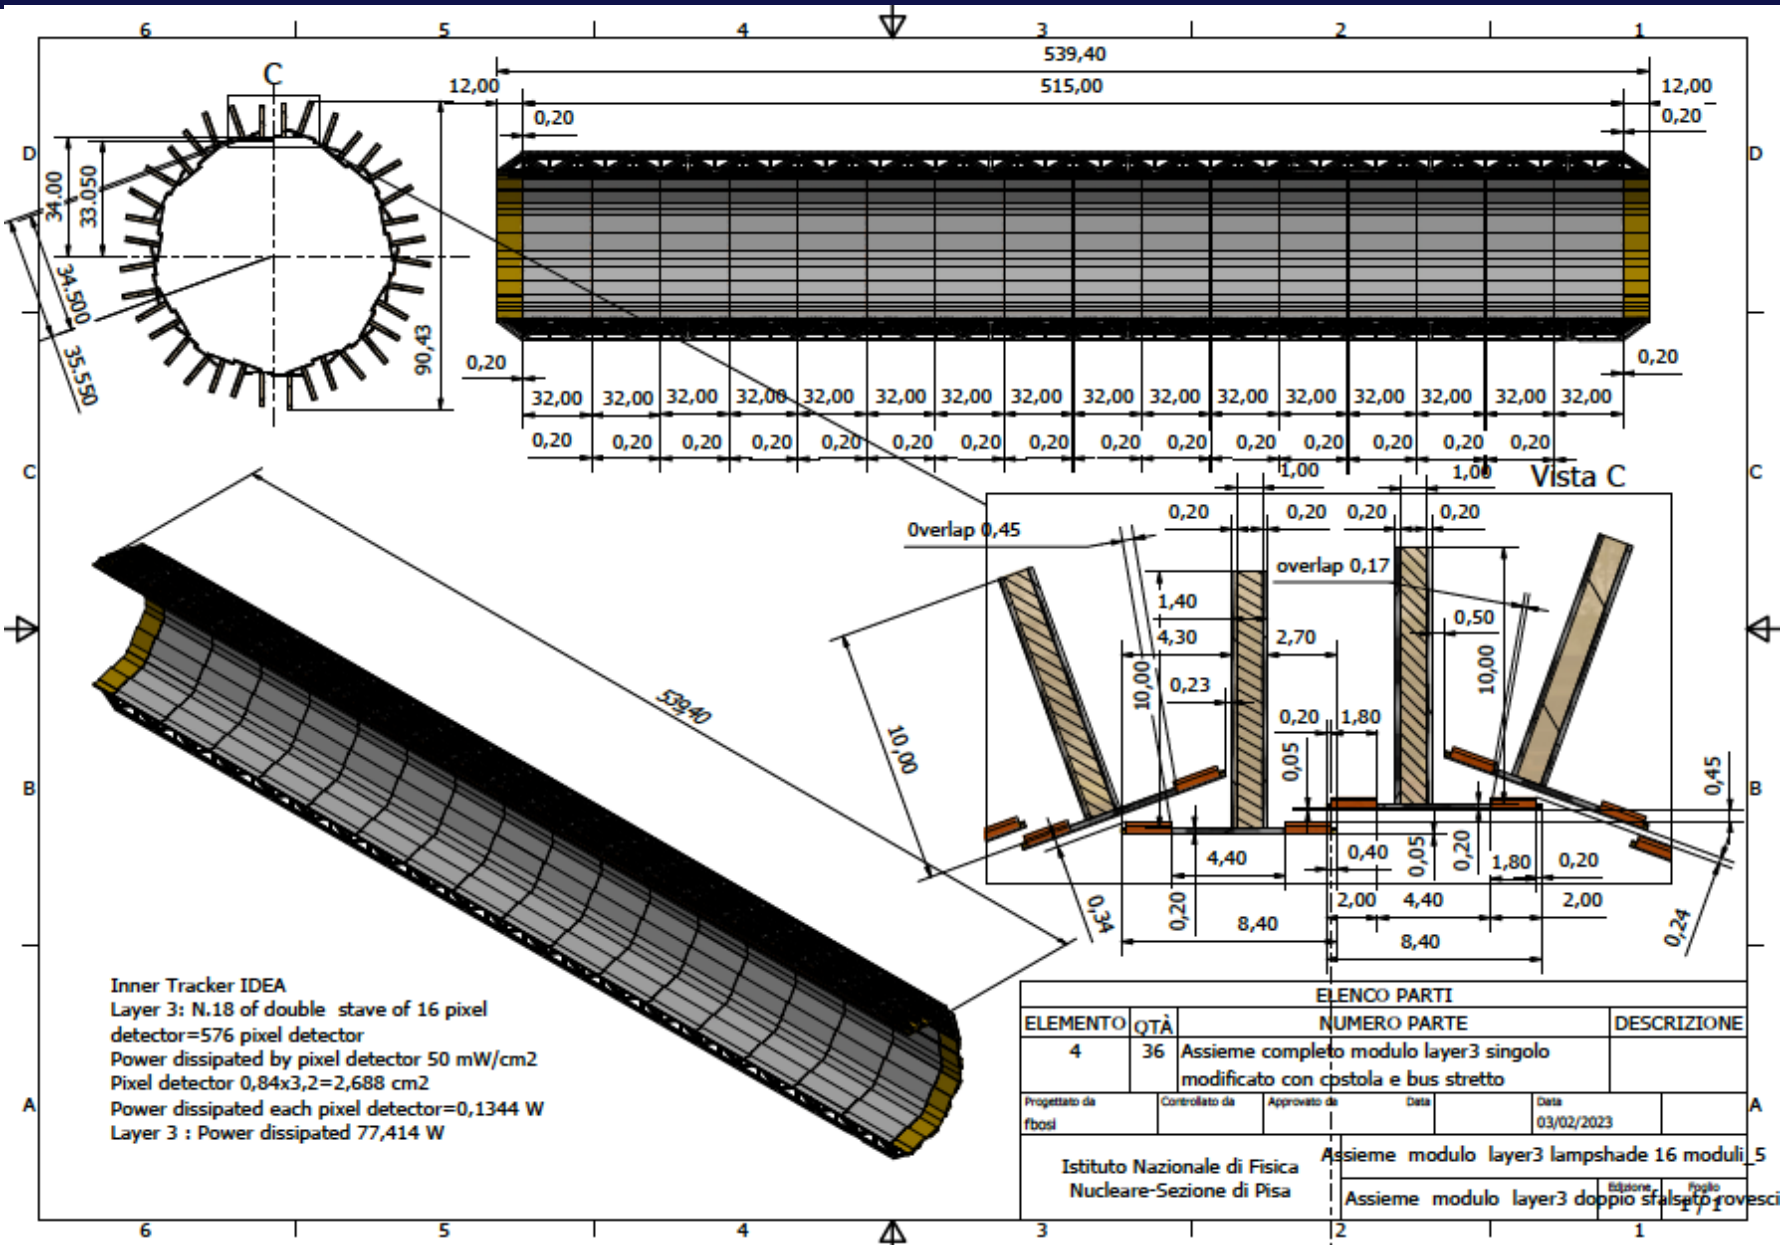 6 5 4 3 2 1
539,40
C
12,00 515,00 12,00
0,20 0,20
D D
34.00
33.050
34.500
35.550
90,43
0,20 0,20
32,00 32,00 32,00 32,00 32,00 32,00 32,00 32,00 32,00 32,00 32,00 32,00 32,00 32,00 32,00 32,00
0,20 0,20 0,20 0,20 0,20 0,20 0,20 0,20 0,20 0,20 0,20 0,20 0,20 0,20 0,20
C C
1,00 1,00 Vista C
0,20 0,20 0,20 0,20
Overlap 0,45
overlap 0,17
1,40
0,50
4,30 2,70
10,00
10,00
0,23
539,40
10,00
0,20 1,80
0,05
0,45
B B
4,40 0,40 0,05 0,20 1,80 0,20
0,34
0,20
2,00 4,40 2,00
8,40
8,40
0,24
Inner Tracker IDEA
Layer 3: N.18 of double stave of 16 pixel
detector=576 pixel detector
Power dissipated by pixel detector 50 mW/cm2
Pixel detector 0,84x3,2=2,688 cm2
Power dissipated each pixel detector=0,1344 W
Layer 3 : Power dissipated 77,414 W
ELENCO PARTI
ELEMENTO QTÀ NUMERO PARTE DESCRIZIONE
4 36 Assieme completo modulo layer3 singolo
modificato con costola e bus stretto
A A
Progettato da Controllato da Approvato da Data Data
fbosi 03/02/2023
Istituto Nazionale di Fisica
Nucleare-Sezione di Pisa
Assieme modulo layer3 lampshade 16 moduli_5
Edizione Foglio
Assieme modulo layer3 doppio sfalsato rovesci
1 / 1
6 5 4 3 2 1